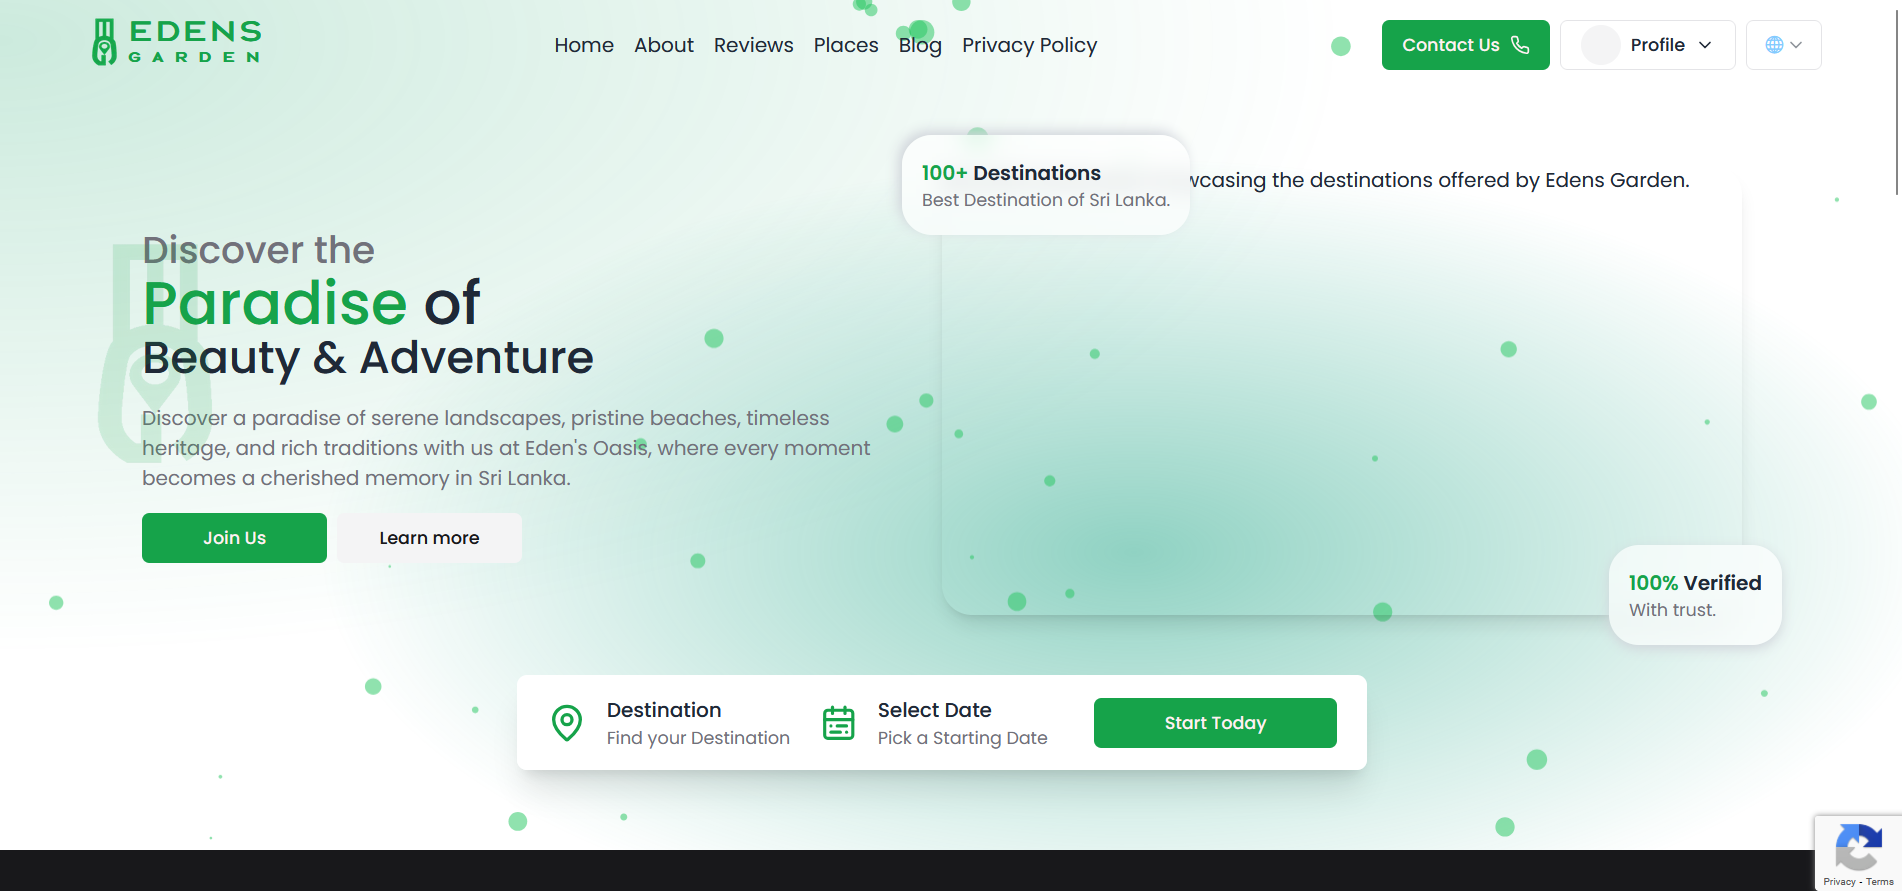 EDENS
GARDEN
Home About Reviews Places Blog Privacy Policy
Contact Us
Profile
100+ Destinations
Best Destination of Sri Lanka.
wcasing the destinations offered by Edens Garden.
Discover the
Paradise of
Beauty & Adventure
Discover a paradise of serene landscapes, pristine beaches, timeless
heritage, and rich traditions with us at Eden's Oasis, where every moment
becomes a cherished memory in Sri Lanka.
Join Us
Learn more
100% Verified
With trust.
Destination
Find your Destination
Select Date
Pick a Starting Date
Start Today
Privacy - Terms